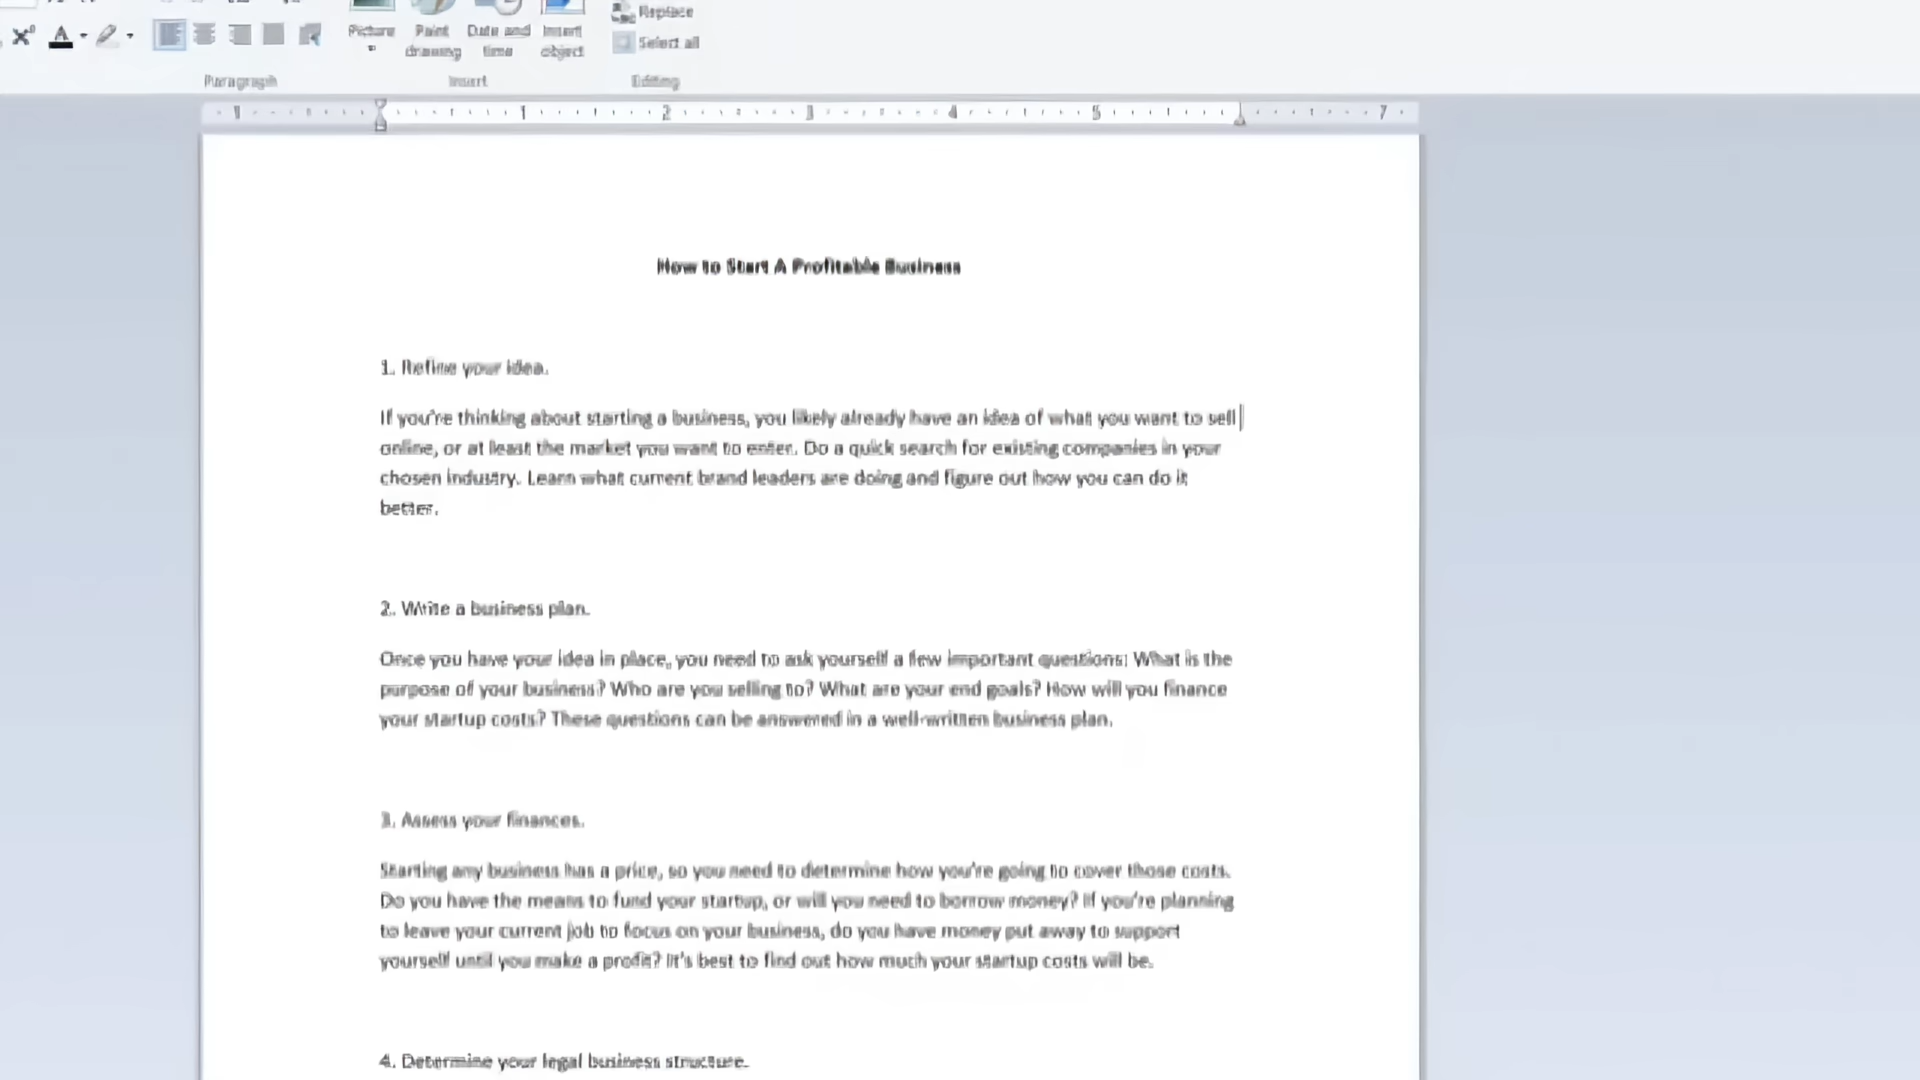 Replace
Picture Paint drawing Date and time Insert object
Select all
Paragraph Insert Editing
1 1 2 3 4 5 7
How to Start A Profitable Business
1. Refine your idea.
If you're thinking about starting a business, you likely already have an idea of what you want to sell
online, or at least the market you want to enter. Do a quick search for existing companies in your
chosen industry. Learn what current brand leaders are doing and figure out how you can do it
better.
2. Write a business plan.
Once you have your idea in place, you need to ask yourself a few important questions: What is the
purpose of your business? Who are you selling to? What are your end goals? How will you finance
your startup costs? These questions can be answered in a well-written business plan.
3. Assess your finances.
Starting any business has a price, so you need to determine how you're going to cover those costs.
Do you have the means to fund your startup, or will you need to borrow money? If you're planning
to leave your current job to focus on your business, do you have money put away to support
yourself until you make a profit? It's best to find out how much your startup costs will be.
4. Determine your legal business structure.